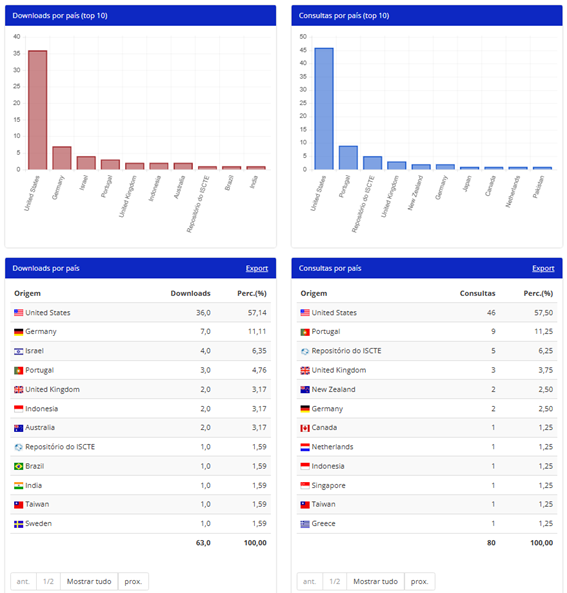 Downloads por país (top 10)
40
35
30
25
20
15
10
5
0
United States
Germany
Israel
Portugal
United Kingdom
Indonesia
Australia
Repositório do ISCTE
Brazil
India
Consultas por país (top 10)
50
45
40
35
30
25
20
15
10
5
0
United States
Portugal
Repositório do ISCTE
United Kingdom
New Zealand
Germany
Japan
Canada
Netherlands
Pakistan
Downloads por país Export
Origem Downloads Perc.(%)
United States 36,0 57,14
Germany 7,0 11,11
Israel 4,0 6,35
Portugal 3,0 4,76
United Kingdom 2,0 3,17
Indonesia 2,0 3,17
Australia 2,0 3,17
Repositório do ISCTE 1,0 1,59
Brazil 1,0 1,59
India 1,0 1,59
Taiwan 1,0 1,59
Sweden 1,0 1,59
63,0 100,00
ant. 1/2 Mostrar tudo prox.
Consultas por país Export
Origem Consultas Perc.(%)
United States 46 57,50
Portugal 9 11,25
Repositório do ISCTE 5 6,25
United Kingdom 3 3,75
New Zealand 2 2,50
Germany 2 2,50
Canada 1 1,25
Netherlands 1 1,25
Indonesia 1 1,25
Singapore 1 1,25
Taiwan 1 1,25
Greece 1 1,25
80 100,00
ant. 1/2 Mostrar tudo prox.